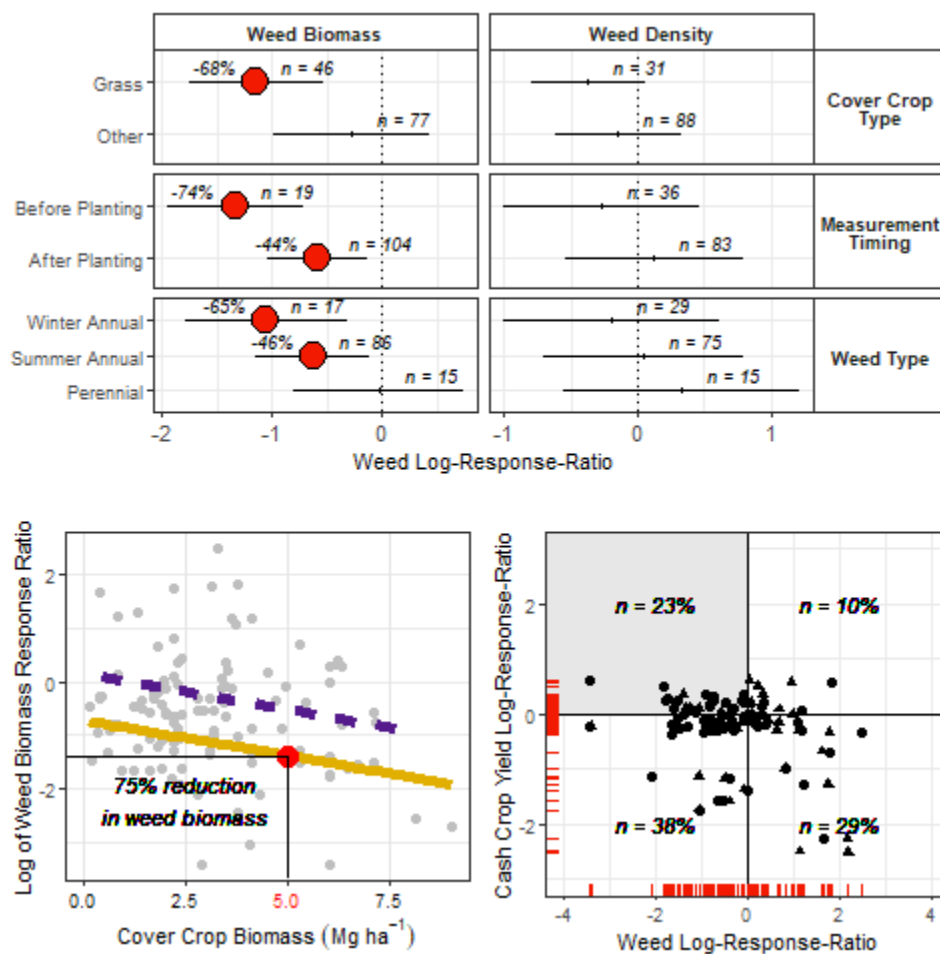 Weed Biomass
Weed Density
Grass
-68%
n = 46
n = 31
Other
n = 77
n = 88
Cover Crop
Type
Before Planting
-74%
n = 19
n = 36
After Planting
-44%
n = 104
n = 83
Measurement
Timing
Winter Annual
-65%
n = 17
n = 29
Summer Annual
-46%
n = 86
n = 75
Perennial
n = 15
n = 15
Weed Type
-2
-1
0
-1
0
1
Weed Log-Response-Ratio
Log of Weed Biomass Response Ratio
2
0
-2
75% reduction
in weed biomass
0.0
2.5
5.0
7.5
Cover Crop Biomass (Mg ha⁻¹)
Cash Crop Yield Log-Response-Ratio
2
0
-2
n = 23%
n = 10%
n = 38%
n = 29%
-4
-2
0
2
4
Weed Log-Response-Ratio